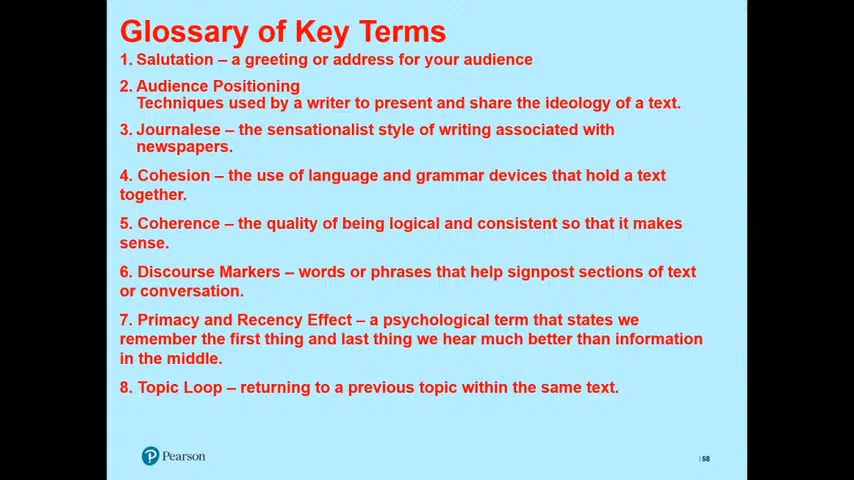 Glossary of Key Terms
1. Salutation – a greeting or address for your audience
2. Audience Positioning
Techniques used by a writer to present and share the ideology of a text.
3. Journalese – the sensationalist style of writing associated with
newspapers.
4. Cohesion – the use of language and grammar devices that hold a text
together.
5. Coherence – the quality of being logical and consistent so that it makes
sense.
6. Discourse Markers – words or phrases that help signpost sections of text
or conversation.
7. Primacy and Recency Effect – a psychological term that states we
remember the first thing and last thing we hear much better than information
in the middle.
8. Topic Loop – returning to a previous topic within the same text.
Pearson
| 58